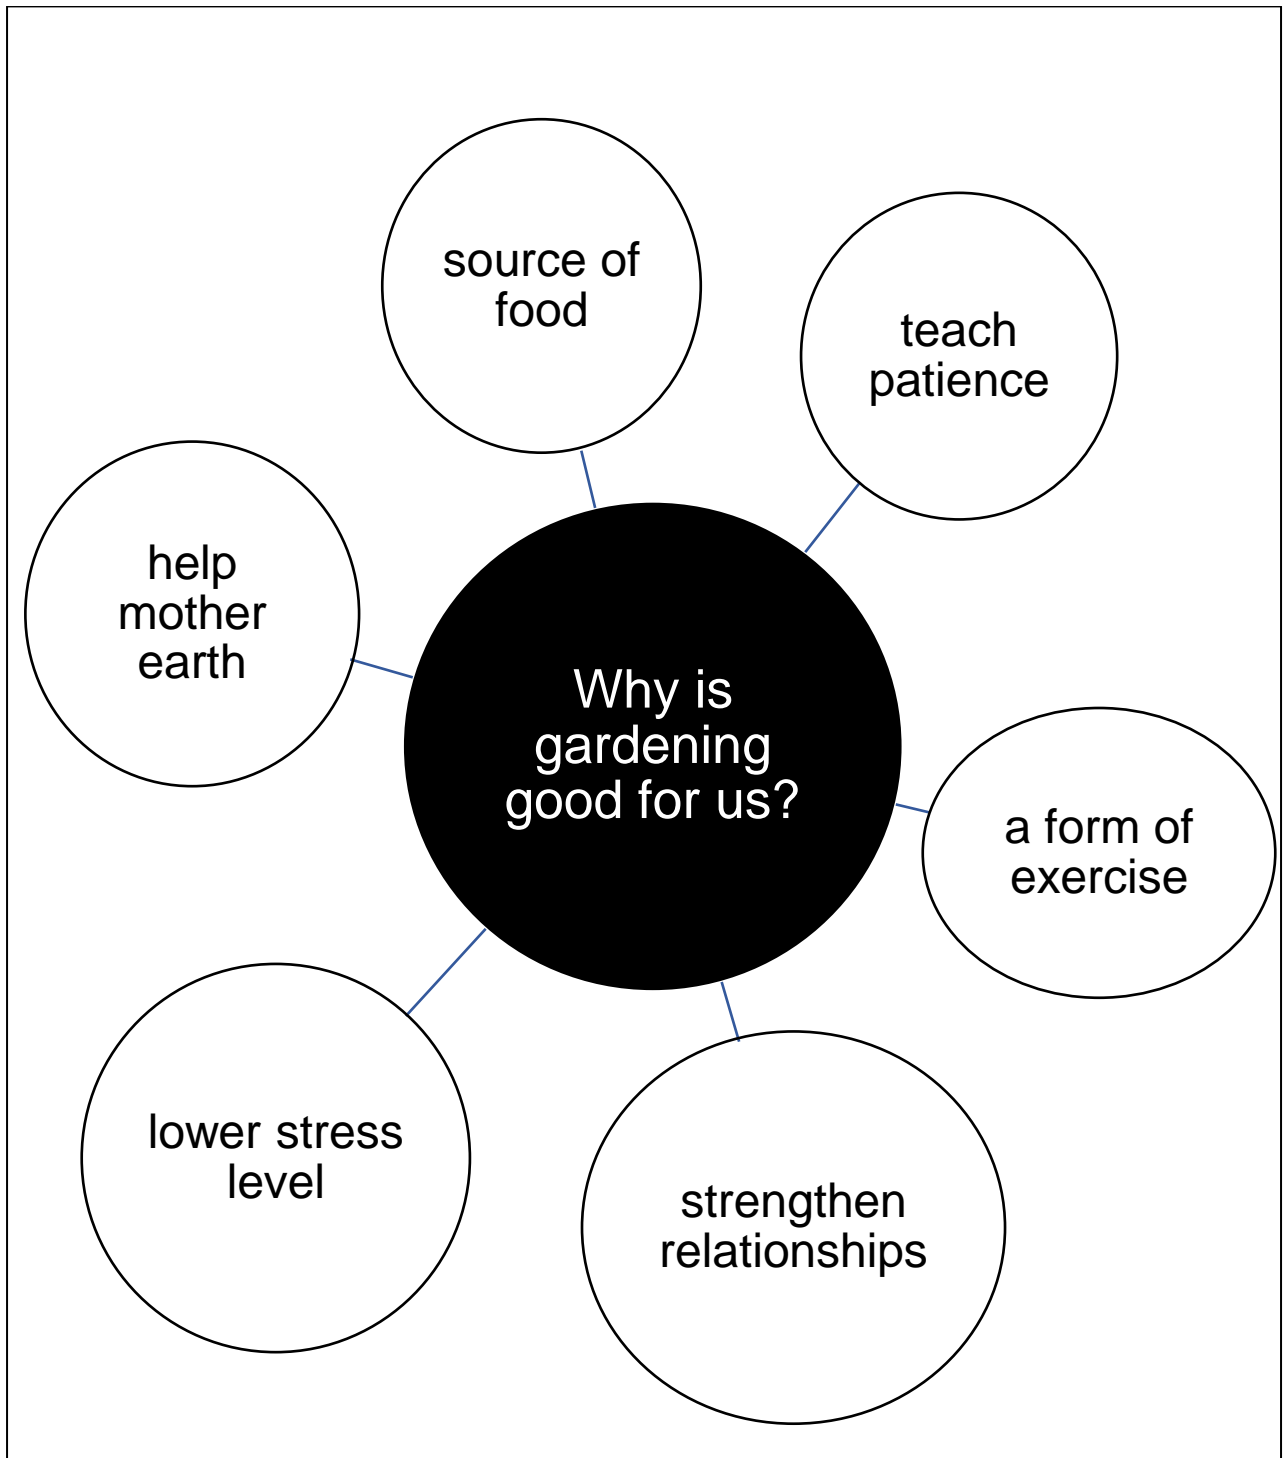 source of
food
teach
patience
help
mother
earth
Why is
gardening
good for us?
a form of
exercise
lower stress
level
strengthen
relationships